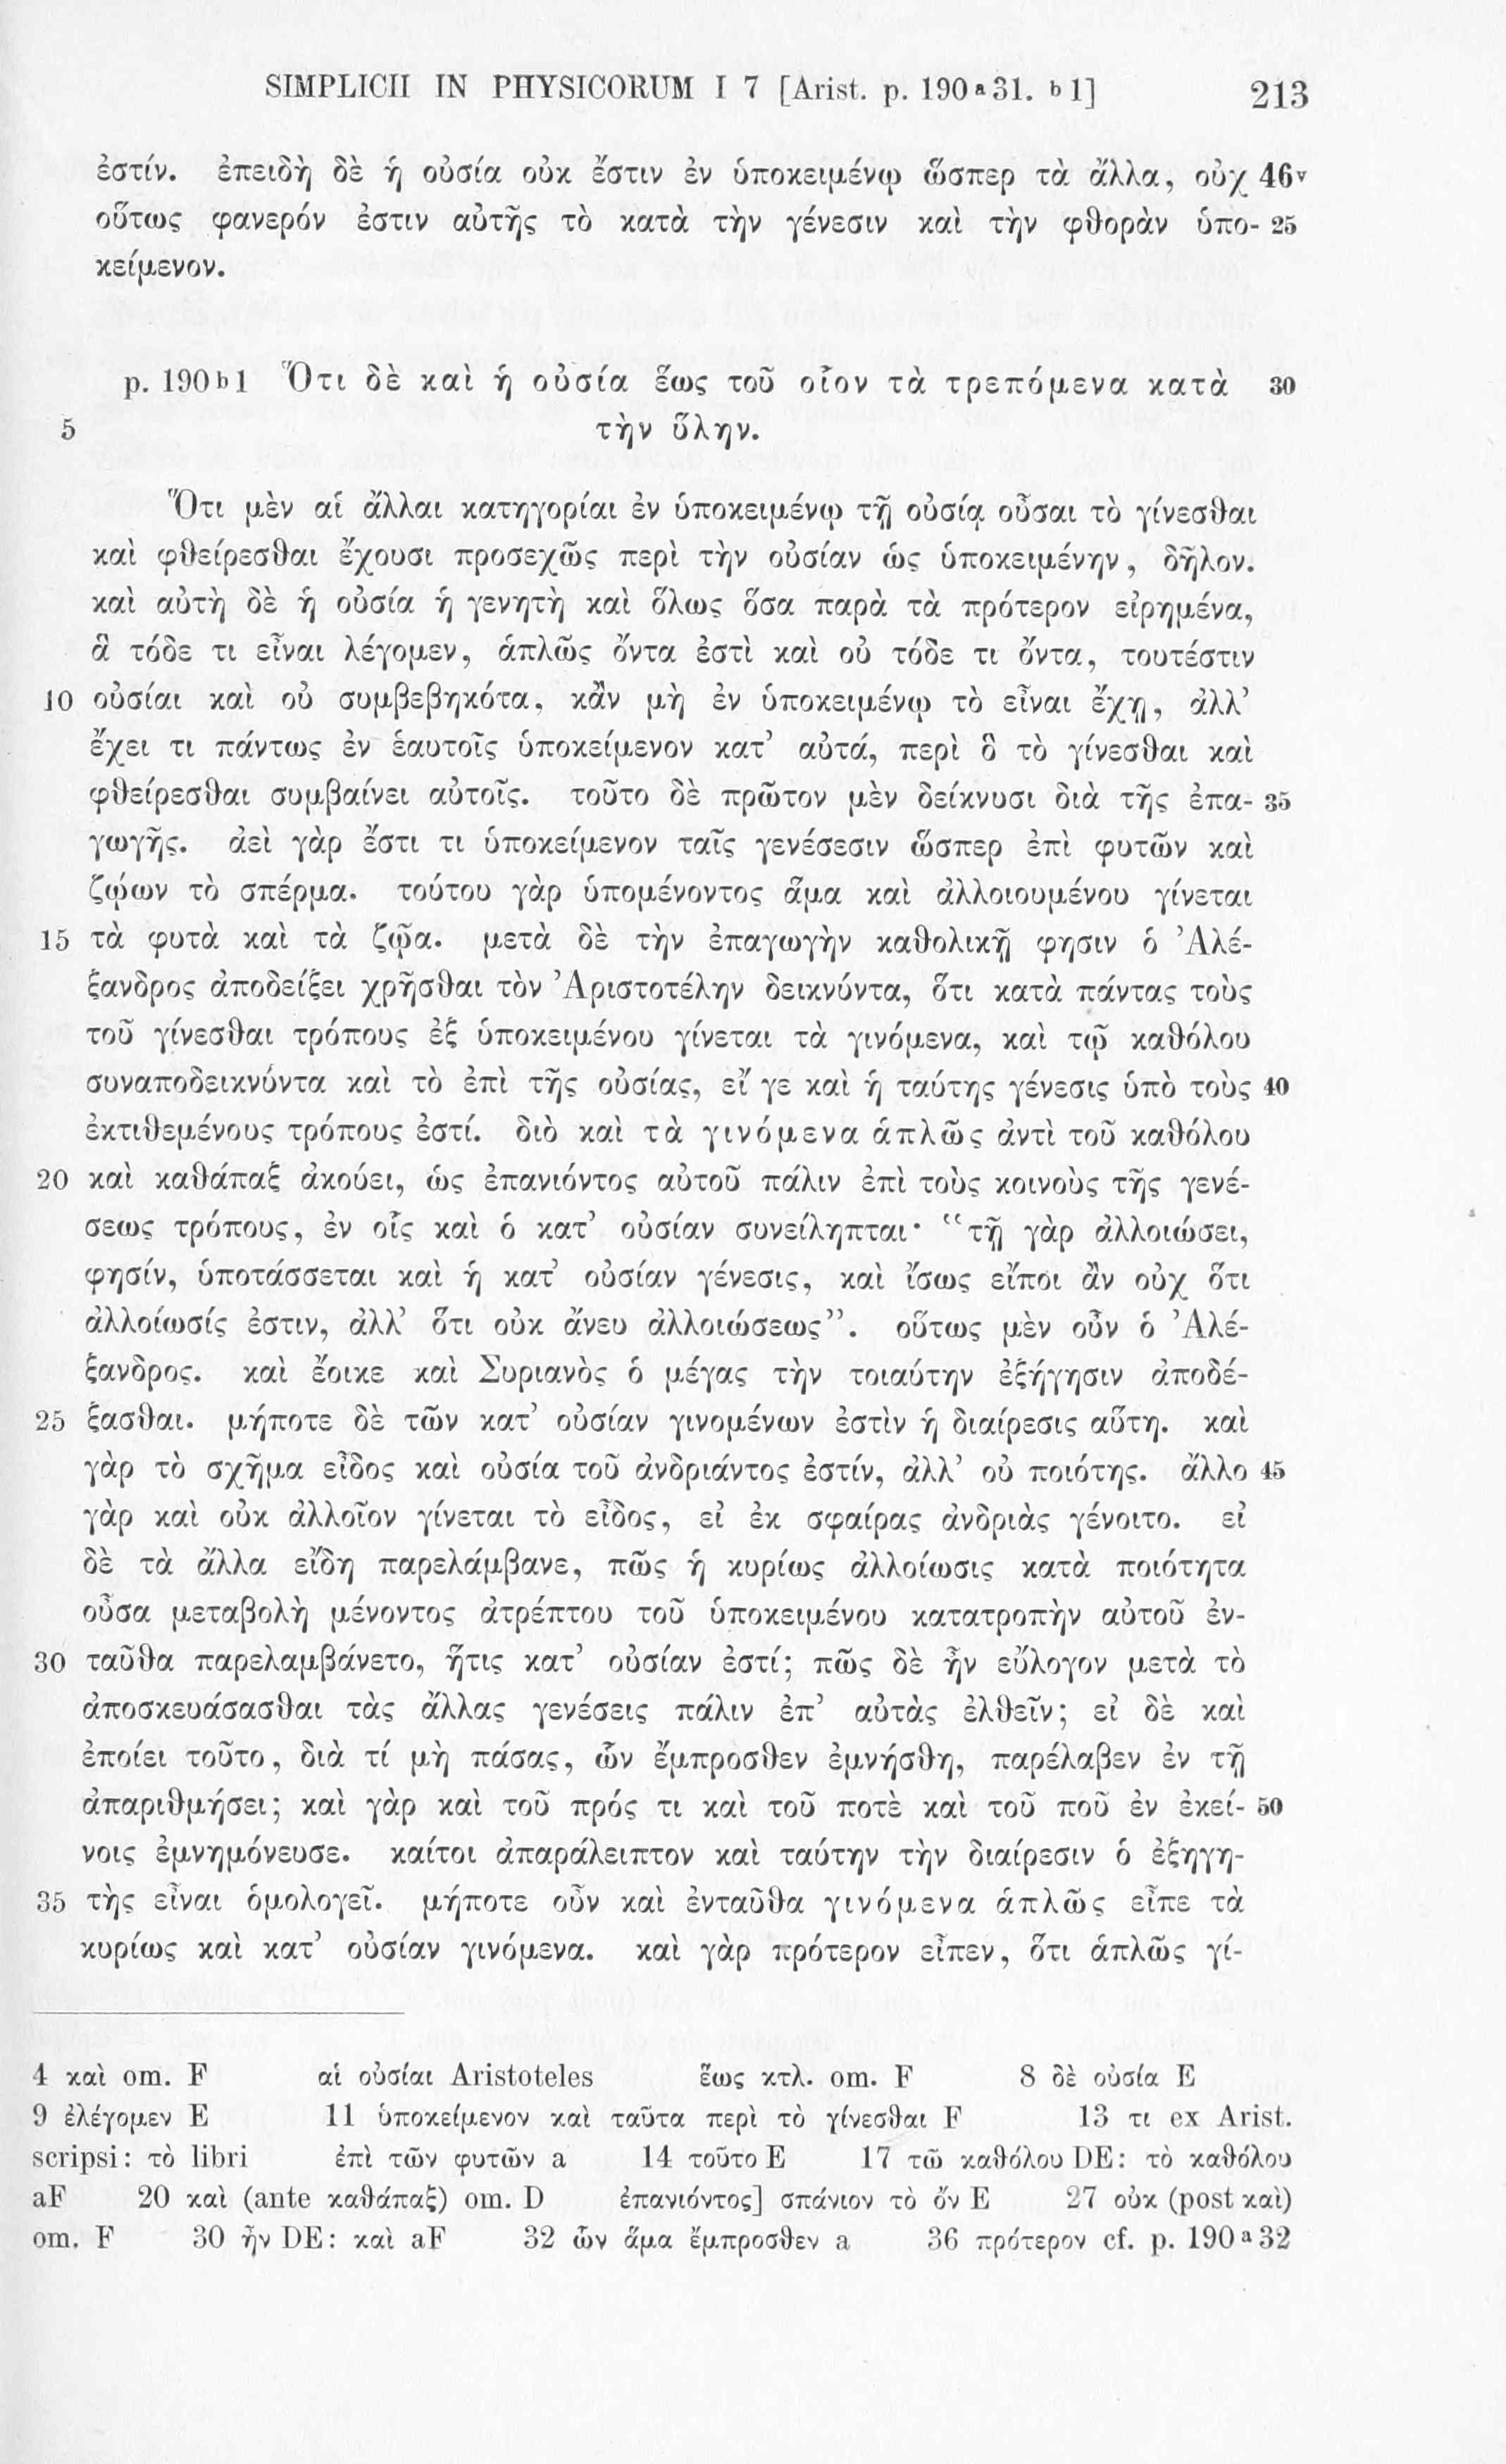 SIMPLICII IN PHYSICORUM I 7 [Arist. p. 190 a 31. b 1] 213
ἐστίν. ἐπειδὴ δὲ ἡ οὐσία οὐκ ἔστιν ἐν ὑποκειμένῳ ὥσπερ τὰ ἄλλα, οὐχ 46v
οὕτως φανερόν ἐστιν αὐτῆς τὸ κατὰ τὴν γένεσιν καὶ τὴν φθορὰν ὑπο- 25
κείμενον.
p. 190 b 1 Ὅτι δὲ καὶ ἡ οὐσία ἕως τοῦ οἷον τὰ τρεπόμενα κατὰ 30
5 τὴν ὕλην.
Ὅτι μὲν αἱ ἄλλαι κατηγορίαι ἐν ὑποκειμένῳ τῇ οὐσίᾳ οὖσαι τὸ γίνεσθαι
καὶ φθείρεσθαι ἔχουσι προσεχῶς περὶ τὴν οὐσίαν ὡς ὑποκειμένην, δῆλον.
καὶ αὐτὴ δὲ ἡ οὐσία ἡ γενητὴ καὶ ὅλως ὅσα παρὰ τὰ πρότερον εἰρημένα,
ἃ τόδε τι εἶναι λέγομεν, ἁπλῶς ὄντα ἐστὶ καὶ οὐ τόδε τι ὄντα, τουτέστιν
10 οὐσίαι καὶ οὐ συμβεβηκότα, κἂν μὴ ἐν ὑποκειμένῳ τὸ εἶναι ἔχῃ, ἀλλ’
ἔχει τι πάντως ἐν ἑαυτοῖς ὑποκείμενον κατ’ αὐτά, περὶ ὃ τὸ γίνεσθαι καὶ
φθείρεσθαι συμβαίνει αὐτοῖς. τοῦτο δὲ πρῶτον μὲν δείκνυσι διὰ τῆς ἐπα- 35
γωγῆς. ἀεὶ γὰρ ἔστι τι ὑποκείμενον ταῖς γενέσεσιν ὥσπερ ἐπὶ φυτῶν καὶ
ζῴων τὸ σπέρμα. τούτου γὰρ ὑπομένοντος ἅμα καὶ ἀλλοιουμένου γίνεται
15 τὰ φυτὰ καὶ τὰ ζῷα. μετὰ δὲ τὴν ἐπαγωγὴν καθολικῇ φησιν ὁ Ἀλέ-
ξανδρος ἀποδείξει χρῆσθαι τὸν Ἀριστοτέλην δεικνύντα, ὅτι κατὰ πάντας τοὺς
τοῦ γίνεσθαι τρόπους ἐξ ὑποκειμένου γίνεται τὰ γινόμενα, καὶ τῷ καθόλου
συναποδεικνύντα καὶ τὸ ἐπὶ τῆς οὐσίας, εἴ γε καὶ ἡ ταύτης γένεσις ὑπὸ τοὺς 40
ἐκτιθεμένους τρόπους ἐστί. διὸ καὶ τὰ γινόμενα ἁπλῶς ἀντὶ τοῦ καθόλου
20 καὶ καθάπαξ ἀκούει, ὡς ἐπανιόντος αὐτοῦ πάλιν ἐπὶ τοὺς κοινοὺς τῆς γενέ-
σεως τρόπους, ἐν οἷς καὶ ὁ κατ’ οὐσίαν συνείληπται· “τῇ γὰρ ἀλλοιώσει,
φησίν, ὑποτάσσεται καὶ ἡ κατ’ οὐσίαν γένεσις, καὶ ἴσως εἴποι ἂν οὐχ ὅτι
ἀλλοίωσίς ἐστιν, ἀλλ’ ὅτι οὐκ ἄνευ ἀλλοιώσεως”. οὕτως μὲν οὖν ὁ Ἀλέ-
ξανδρος. καὶ ἔοικε καὶ Συριανὸς ὁ μέγας τὴν τοιαύτην ἐξήγησιν ἀποδέ-
25 ξασθαι. μήποτε δὲ τῶν κατ’ οὐσίαν γινομένων ἐστὶν ἡ διαίρεσις αὕτη. καὶ
γὰρ τὸ σχῆμα εἶδος καὶ οὐσία τοῦ ἀνδριάντος ἐστίν, ἀλλ’ οὐ ποιότης. ἄλλο 45
γὰρ καὶ οὐκ ἀλλοῖον γίνεται τὸ εἶδος, εἰ ἐκ σφαίρας ἀνδριὰς γένοιτο. εἰ
δὲ τὰ ἄλλα εἴδη παρελάμβανε, πῶς ἡ κυρίως ἀλλοίωσις κατὰ ποιότητα
οὖσα μεταβολὴ μένοντος ἀτρέπτου τοῦ ὑποκειμένου κατατροπὴν αὐτοῦ ἐν-
30 ταῦθα παρελαμβάνετο, ἥτις κατ’ οὐσίαν ἐστί; πῶς δὲ ἦν εὔλογον μετὰ τὸ
ἀποσκευάσασθαι τὰς ἄλλας γενέσεις πάλιν ἐπ’ αὐτὰς ἐλθεῖν; εἰ δὲ καὶ
ἐποίει τοῦτο, διὰ τί μὴ πάσας, ὧν ἔμπροσθεν ἐμνήσθη, παρέλαβεν ἐν τῇ
ἀπαριθμήσει; καὶ γὰρ καὶ τοῦ πρός τι καὶ τοῦ ποτὲ καὶ τοῦ ποῦ ἐν ἐκεί- 50
νοις ἐμνημόνευσε. καίτοι ἀπαράλειπτον καὶ ταύτην τὴν διαίρεσιν ὁ ἐξηγη-
35 τὴς εἶναι ὁμολογεῖ. μήποτε οὖν καὶ ἐνταῦθα γινόμενα ἁπλῶς εἶπε τὰ
κυρίως καὶ κατ’ οὐσίαν γινόμενα. καὶ γὰρ πρότερον εἶπεν, ὅτι ἁπλῶς γί-
4 καὶ om. F αἱ οὐσίαι Aristoteles ἕως κτλ. om. F 8 δὲ οὐσία E
9 ἐλέγομεν E 11 ὑποκείμενον καὶ ταῦτα περὶ τὸ γίνεσθαι F 13 τι ex Arist.
scripsi: τὸ libri ἐπὶ τῶν φυτῶν a 14 τοῦτο E 17 τῶ καθόλου DE: τὸ καθόλου
aF 20 καὶ (ante καθάπαξ) om. D ἐπανιόντος] σπάνιον τὸ ὂν E 27 οὐκ (post καὶ)
om. F 30 ἦν DE: καὶ aF 32 ὧν ἅμα ἔμπροσθεν a 36 πρότερον cf. p. 190 a 32